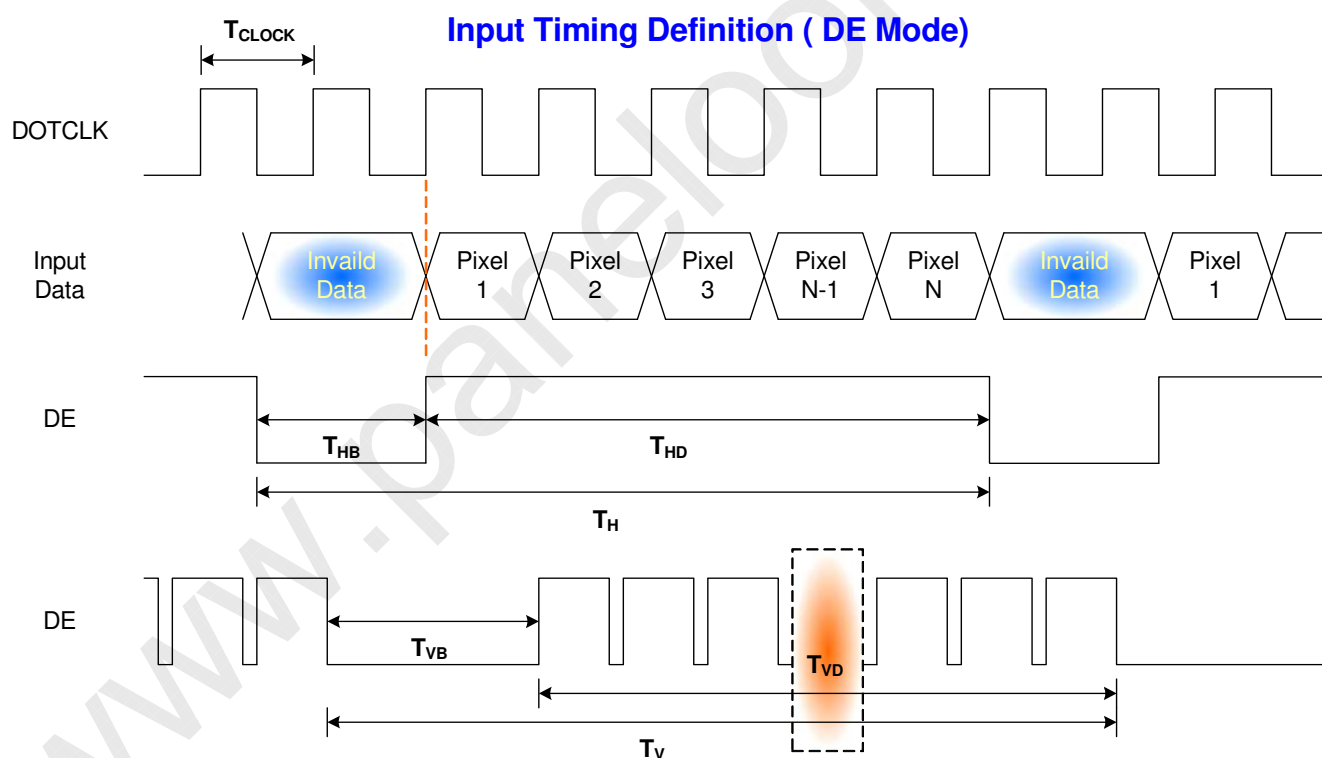 Input Timing Definition ( DE Mode)
TCLOCK
DOTCLK
Input
Data
Invaild
Data
Pixel
1
Pixel
2
Pixel
3
Pixel
N-1
Pixel
N
Invaild
Data
Pixel
1
DE
THB
THD
TH
DE
TVB
TVD
TV
www.paneloo